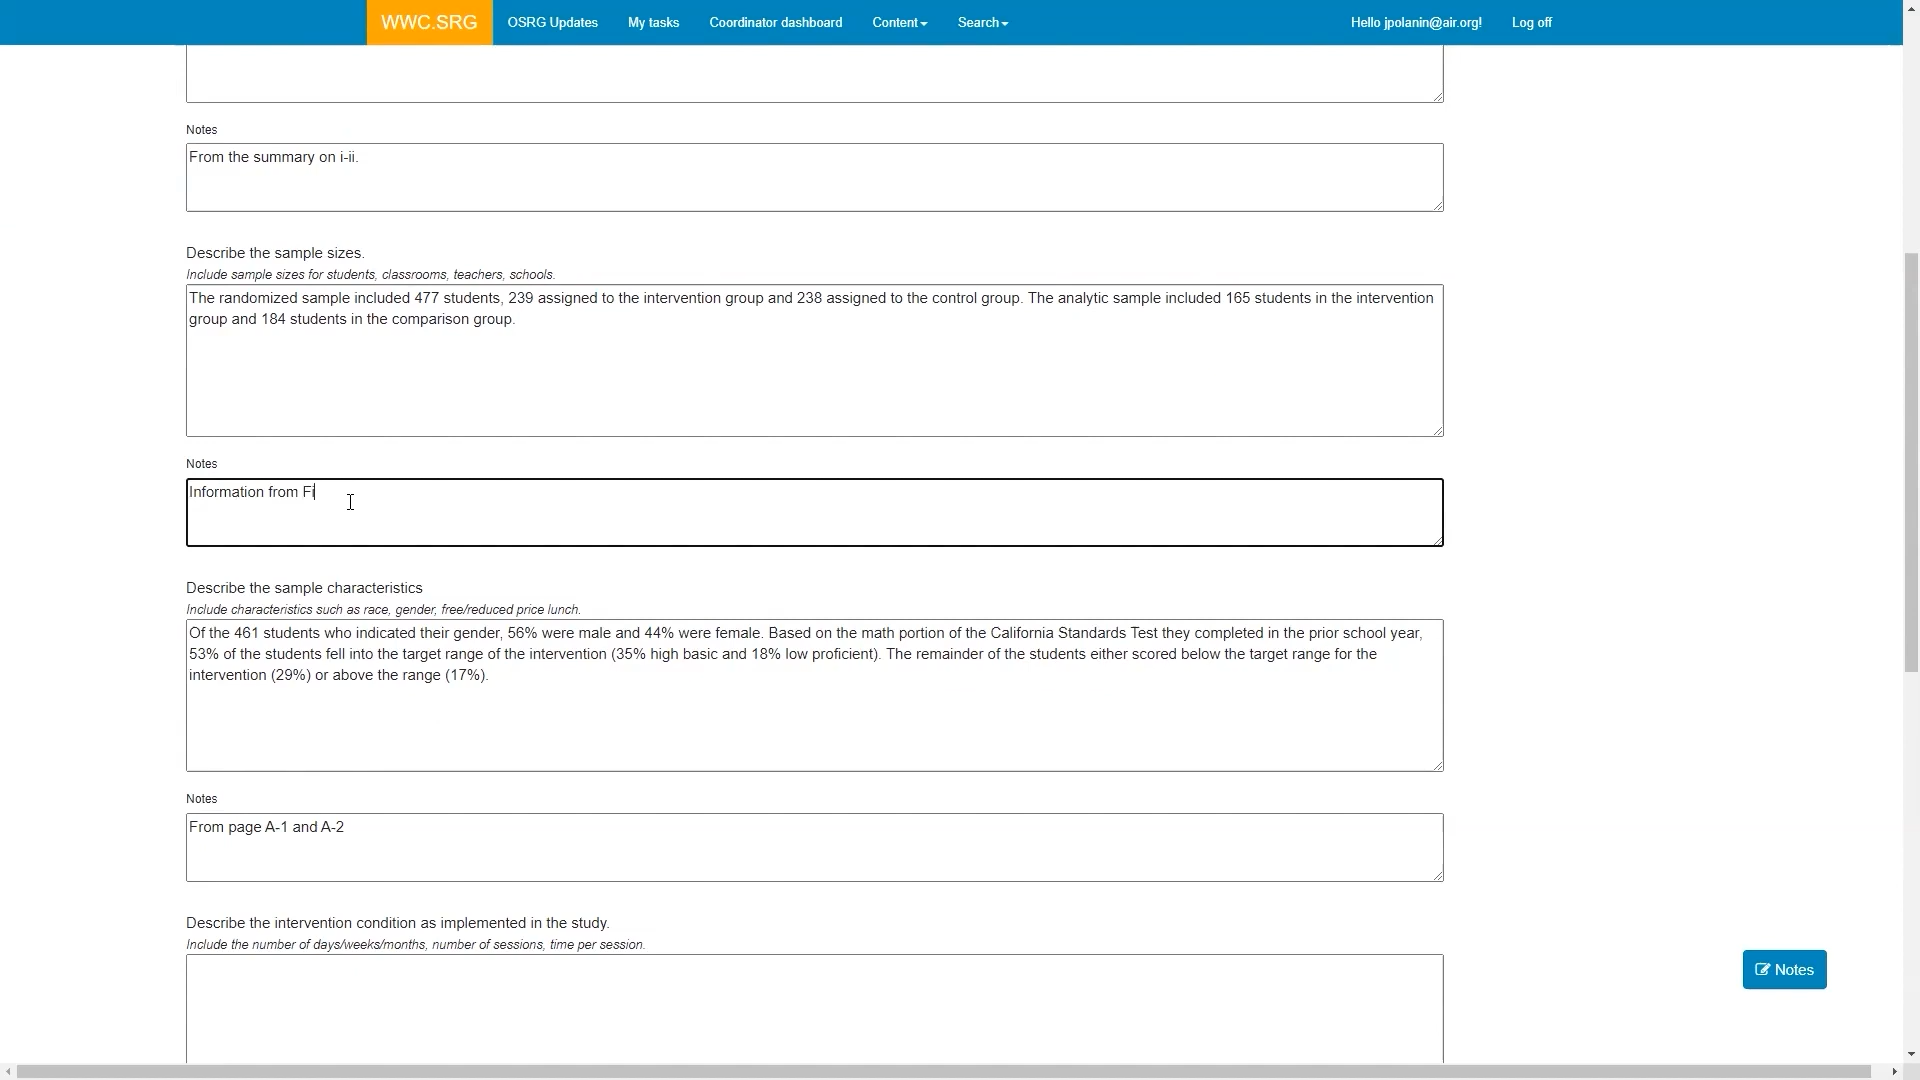 WWC.SRG OSRG Updates My tasks Coordinator dashboard Content Search Hello jpolanin@air.org! Log off
Notes
From the summary on i-ii.
Describe the sample sizes.
Include sample sizes for students, classrooms, teachers, schools.
The randomized sample included 477 students, 239 assigned to the intervention group and 238 assigned to the control group. The analytic sample included 165 students in the intervention
group and 184 students in the comparison group.
Notes
Information from Fi
Describe the sample characteristics
Include characteristics such as race, gender, free/reduced price lunch.
Of the 461 students who indicated their gender, 56% were male and 44% were female. Based on the math portion of the California Standards Test they completed in the prior school year,
53% of the students fell into the target range of the intervention (35% high basic and 18% low proficient). The remainder of the students either scored below the target range for the
intervention (29%) or above the range (17%).
Notes
From page A-1 and A-2
Describe the intervention condition as implemented in the study.
Include the number of days/weeks/months, number of sessions, time per session.
Notes